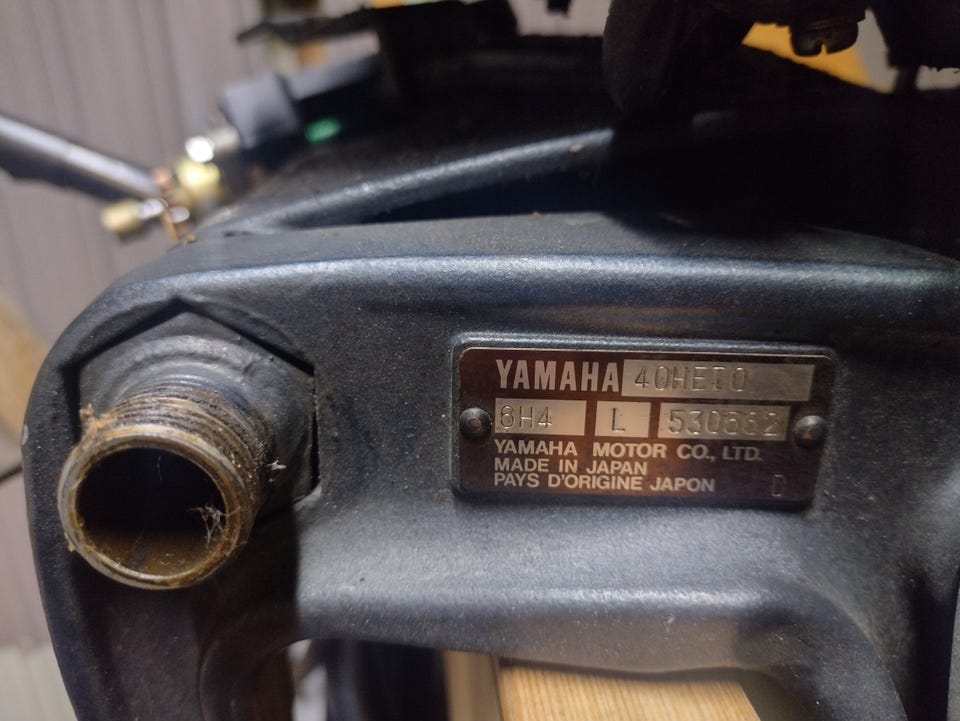 YAMAHA 40HETO
6H4 L 530562
YAMAHA MOTOR CO., LTD.
MADE IN JAPAN
PAYS D'ORIGINE JAPON D